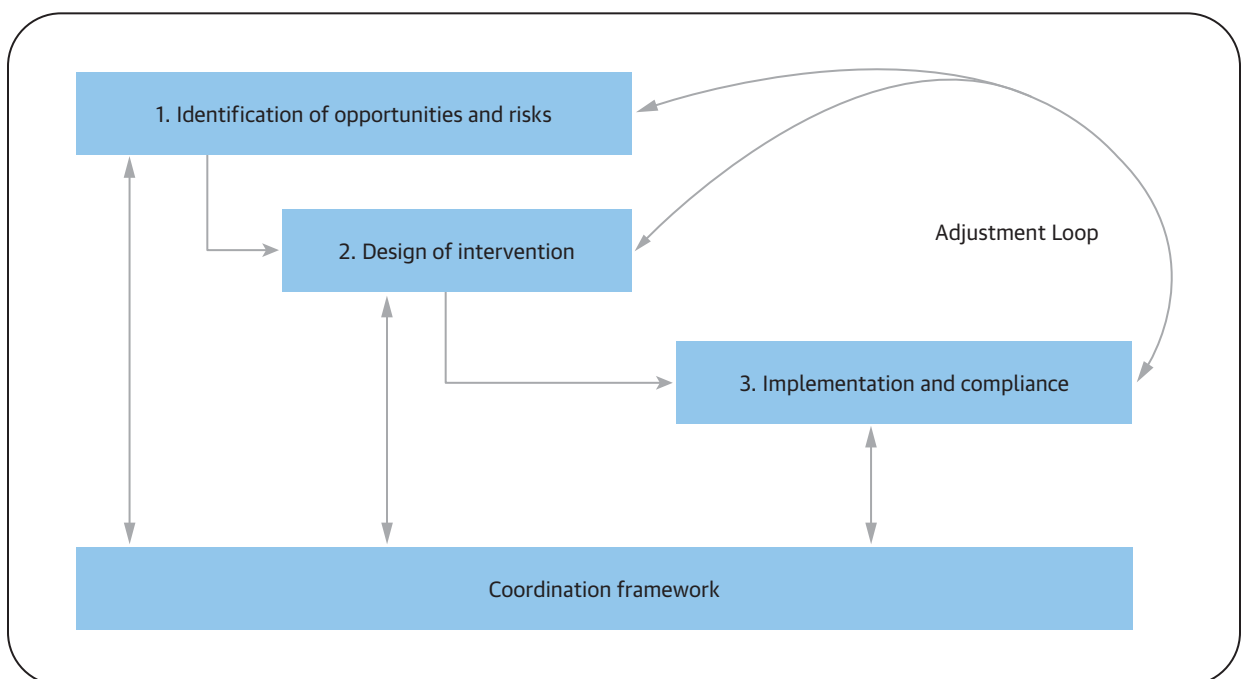 1. Identification of opportunities and risks
2. Design of intervention
Adjustment Loop
3. Implementation and compliance
Coordination framework